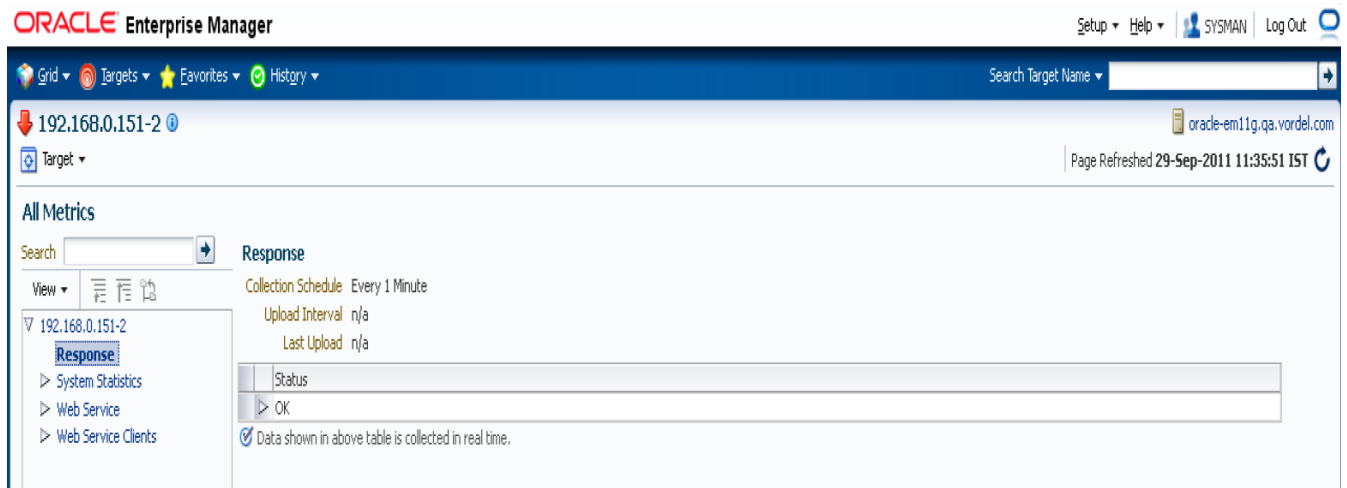 ORACLE Enterprise Manager
Setup Help SYSMAN Log Out
Grid Targets Favorites History
Search Target Name
192.168.0.151-2
oracle-em11g.qa.vordel.com
Target
Page Refreshed 29-Sep-2011 11:35:51 IST
All Metrics
Search
View
192.168.0.151-2
Response
System Statistics
Web Service
Web Service Clients
Response
Collection Schedule Every 1 Minute
Upload Interval n/a
Last Upload n/a
Status
OK
Data shown in above table is collected in real time.